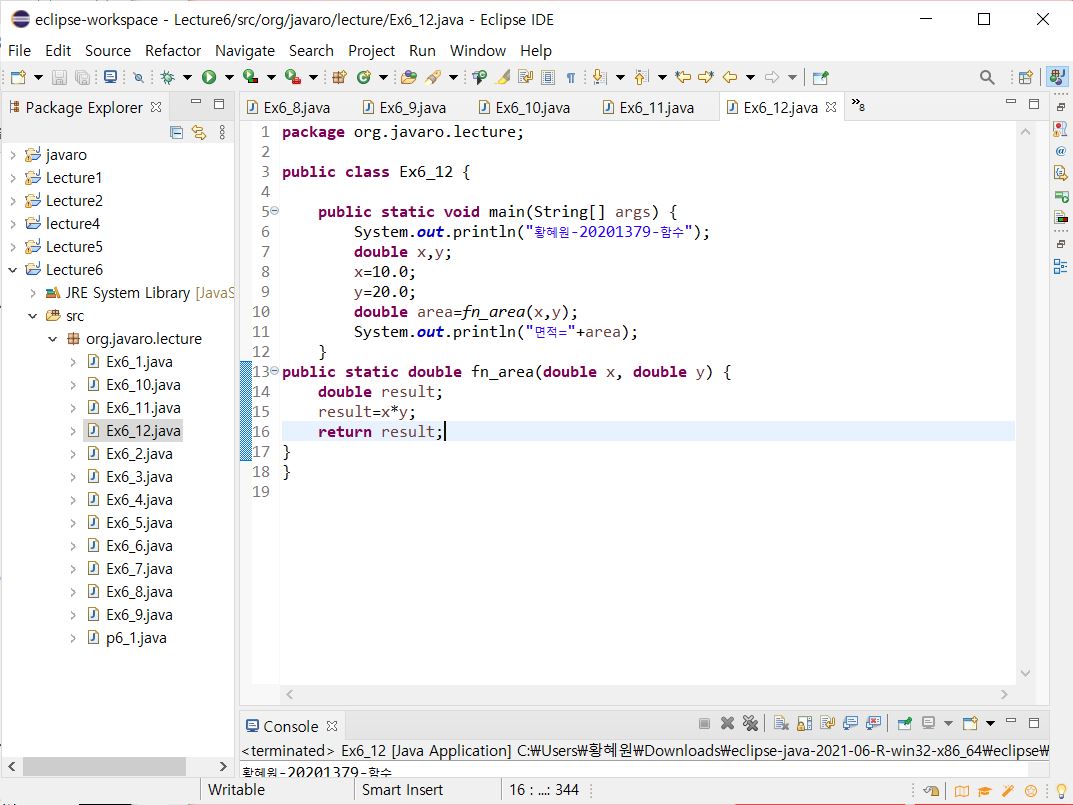 eclipse-workspace - Lecture6/src/org/javaro/lecture/Ex6_12.java - Eclipse IDE
File Edit Source Refactor Navigate Search Project Run Window Help
Package Explorer
Ex6_8.java Ex6_9.java Ex6_10.java Ex6_11.java Ex6_12.java »8
javaro
Lecture1
Lecture2
lecture4
Lecture5
Lecture6
JRE System Library [JavaS
src
org.javaro.lecture
Ex6_1.java
Ex6_10.java
Ex6_11.java
Ex6_12.java
Ex6_2.java
Ex6_3.java
Ex6_4.java
Ex6_5.java
Ex6_6.java
Ex6_7.java
Ex6_8.java
Ex6_9.java
p6_1.java
1 package org.javaro.lecture;
2
3 public class Ex6_12 {
4
5 public static void main(String[] args) {
6 System.out.println("황혜원-20201379-함수");
7 double x,y;
8 x=10.0;
9 y=20.0;
10 double area=fn_area(x,y);
11 System.out.println("면적="+area);
12 }
13 public static double fn_area(double x, double y) {
14 double result;
15 result=x*y;
16 return result;
17 }
18 }
19
Console
<terminated> Ex6_12 [Java Application] C:₩Users₩황혜원₩Downloads₩eclipse-java-2021-06-R-win32-x86_64₩eclipse₩
황혜원-20201379-함수
Writable Smart Insert 16 : ...: 344